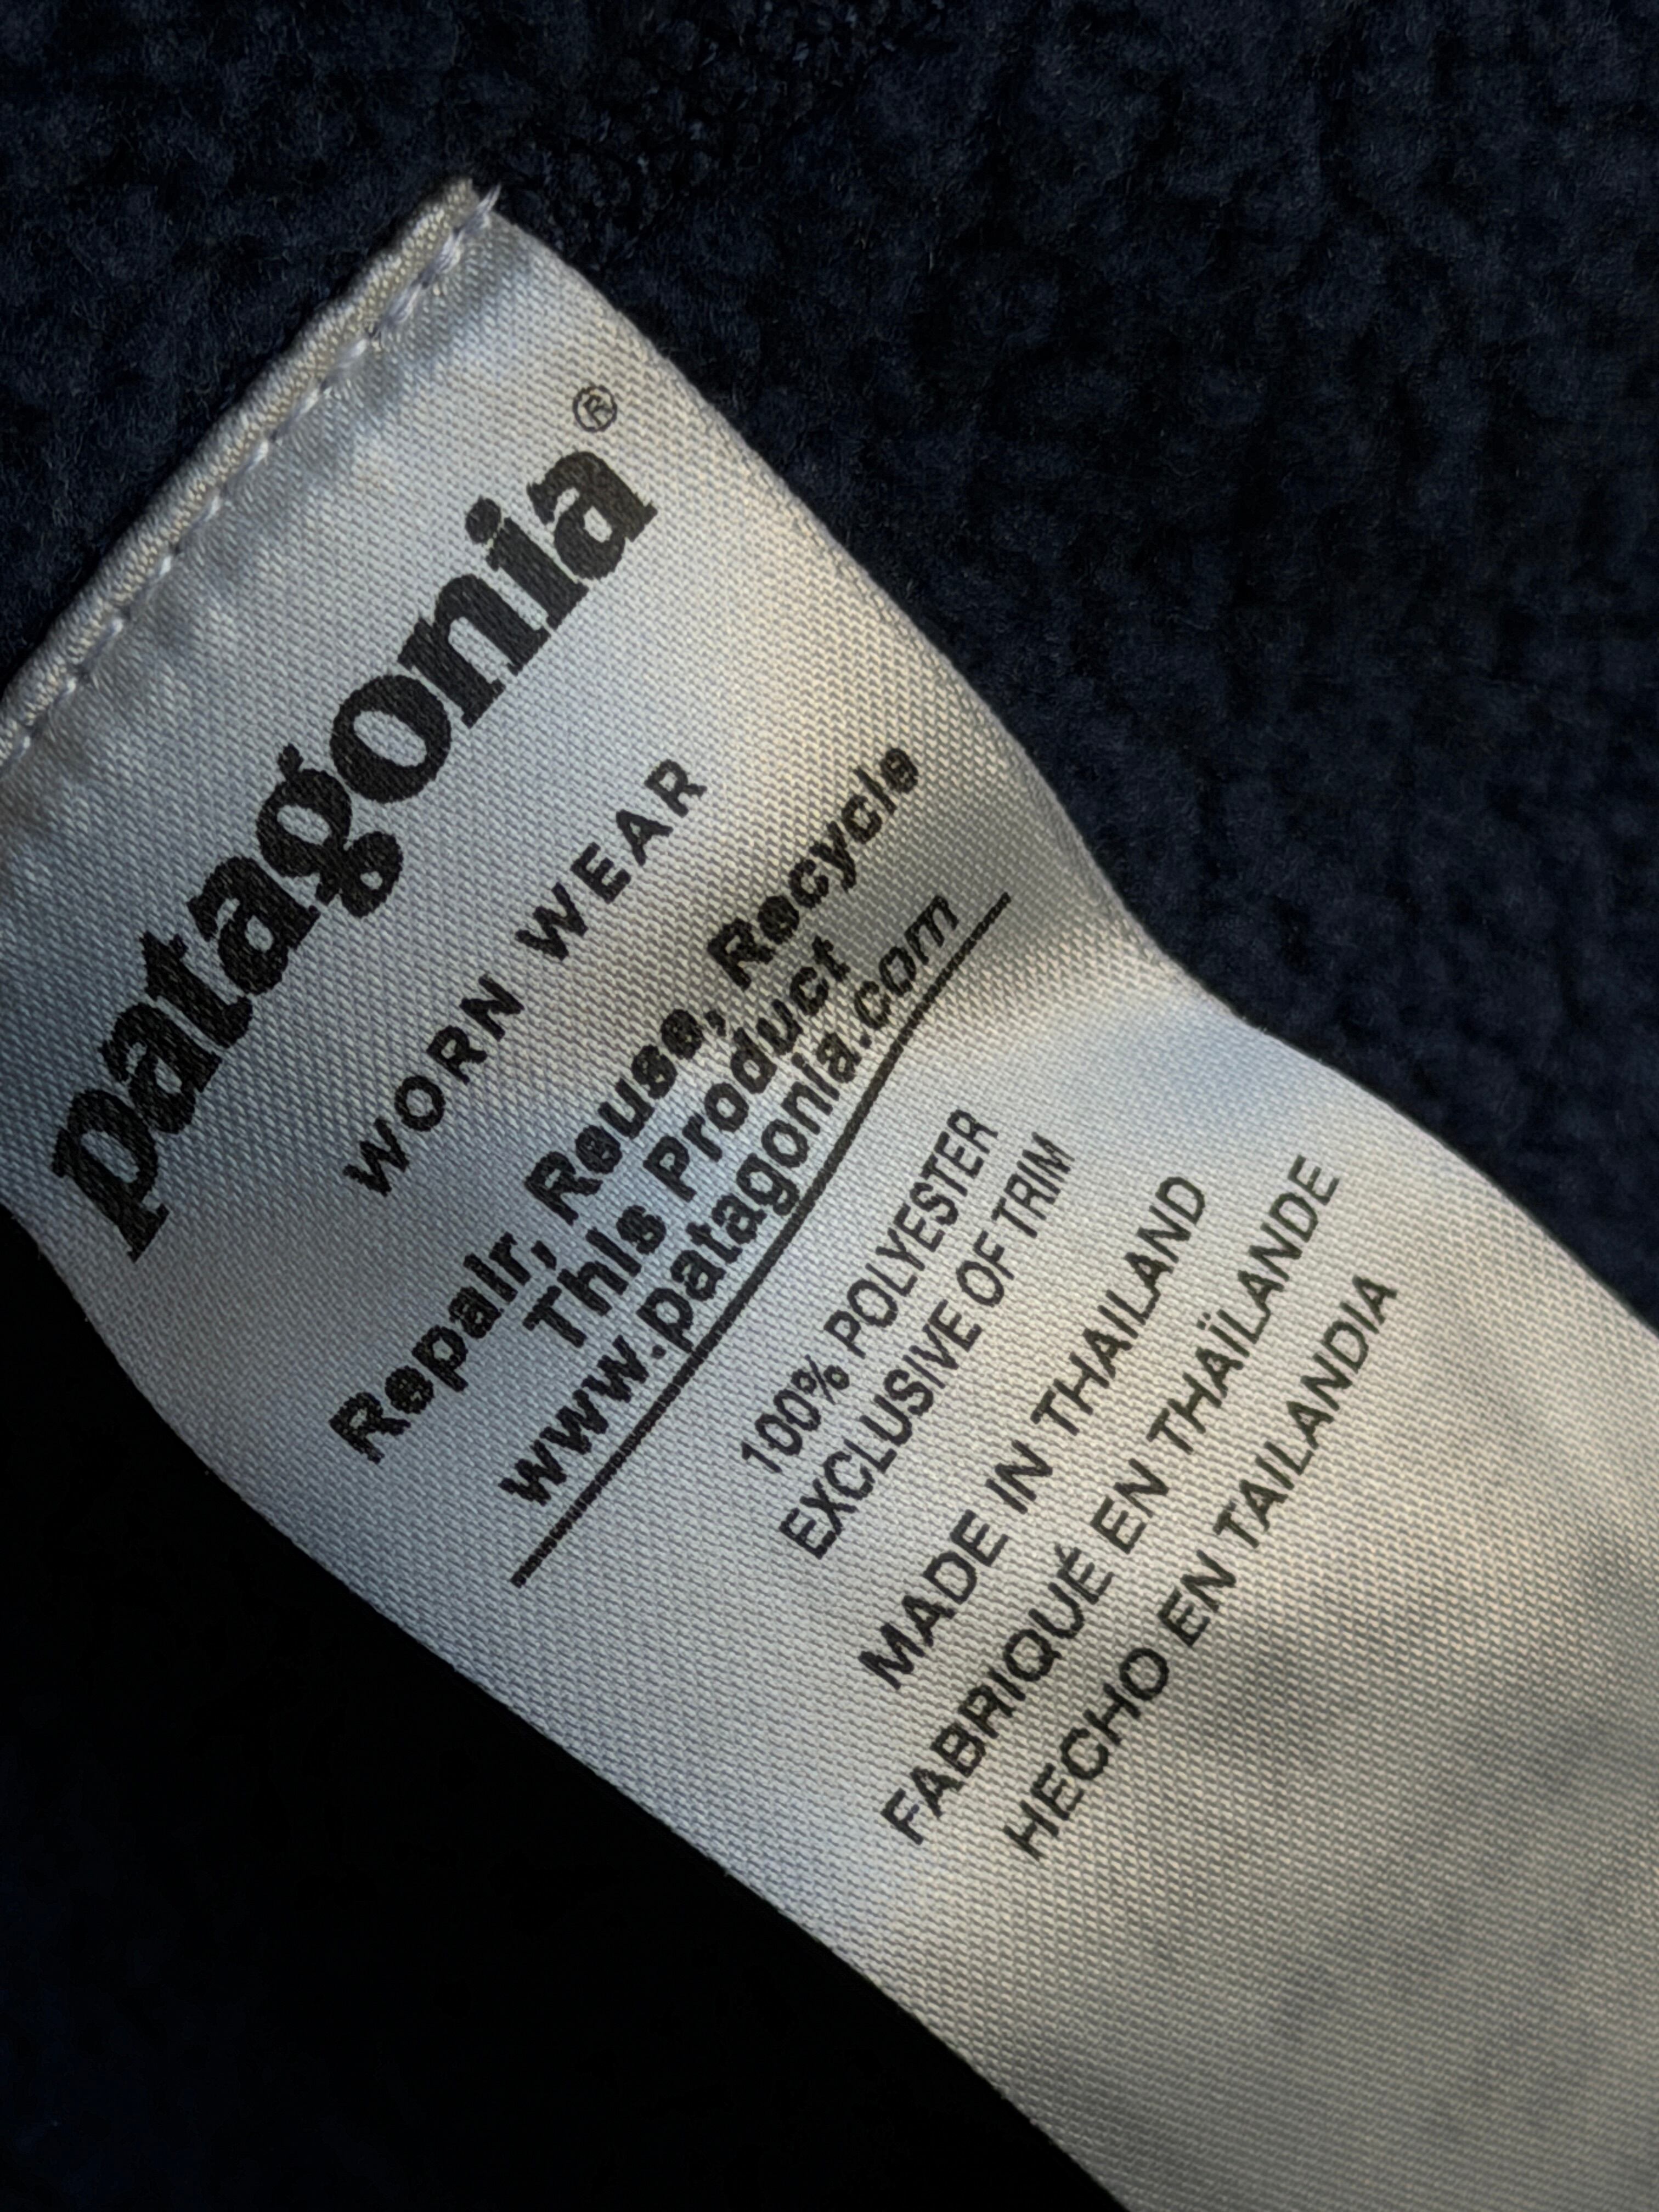 patagonia®
WORN WEAR
Repair, Reuse, Recycle
This Product
www.patagonia.com
100% POLYESTER
EXCLUSIVE OF TRIM
MADE IN THAILAND
FABRIQUÉ EN THAÏLANDE
HECHO EN TAILANDIA